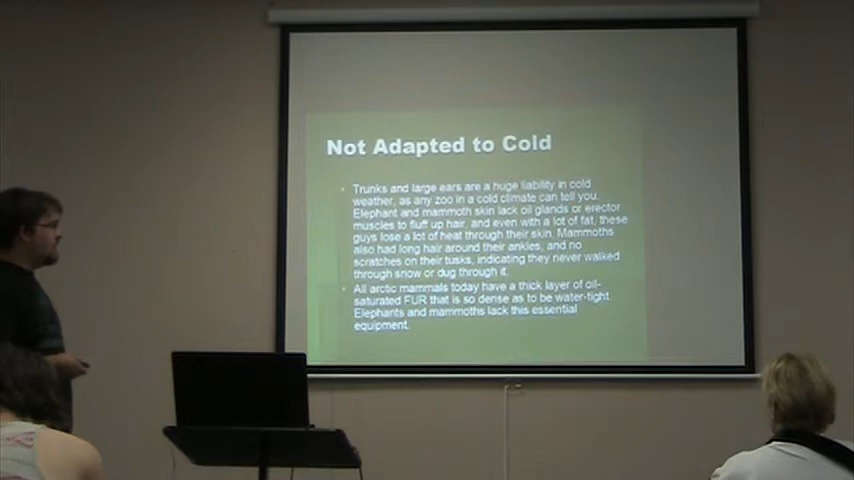 Not Adapted to Cold
• Trunks and large ears are a huge liability in cold
weather, as any zoo in a cold climate can tell you.
Elephant and mammoth skin lack oil glands or erector
muscles to fluff up hair, and even with a lot of fat, these
guys lose a lot of heat through their skin. Mammoths
also had long hair around their ankles, and no
scratches on their tusks, indicating they never walked
through snow or dug through it.
• All arctic mammals today have a thick layer of oil-
saturated FUR that is so dense as to be water-tight.
Elephants and mammoths lack this essential
equipment.